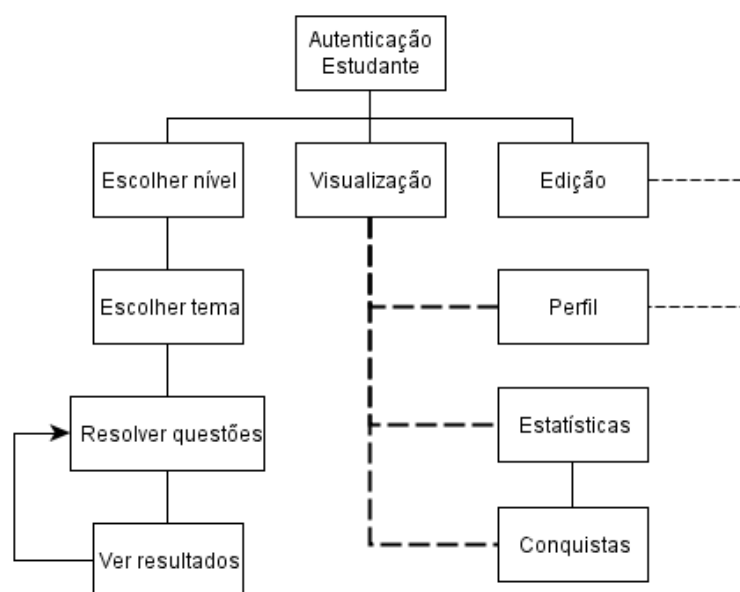 Autenticação
Estudante
Escolher nível
Visualização
Edição
Escolher tema
Perfil
Resolver questões
Estatísticas
Ver resultados
Conquistas